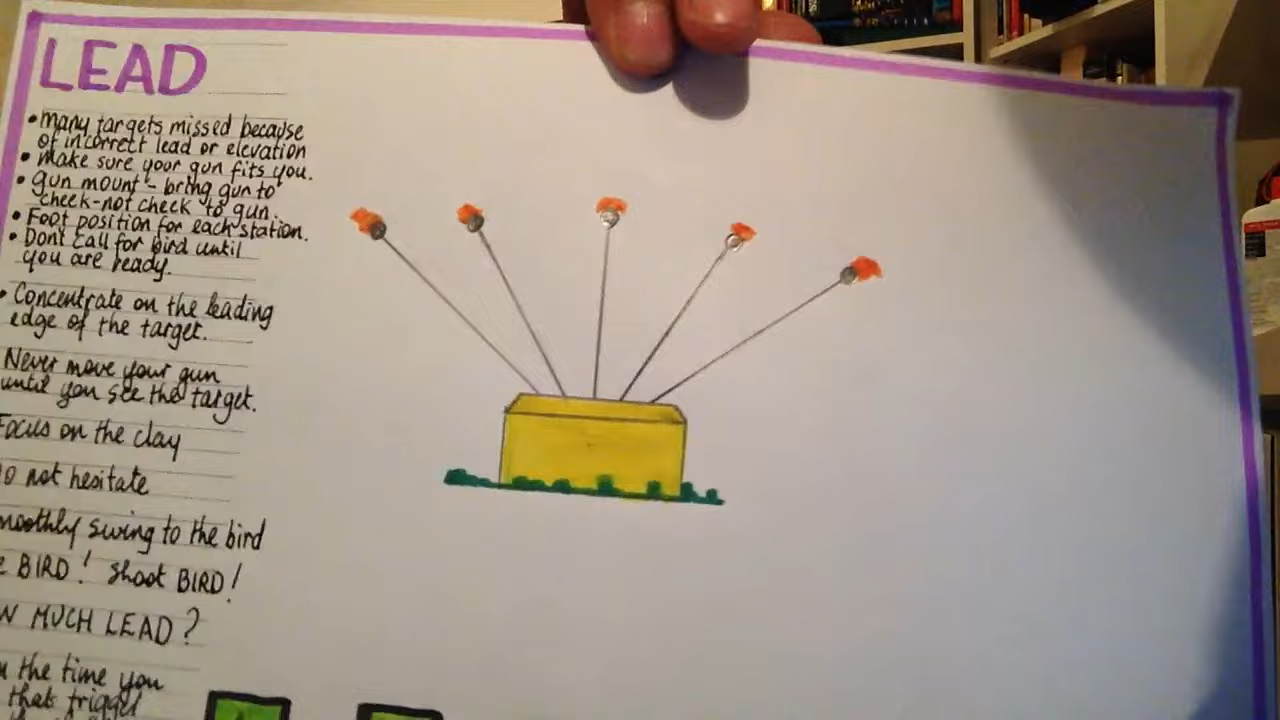 LEAD
• many targets missed because
of incorrect lead or elevation
• make sure your gun fits you.
• gun mount - bring gun to
cheek-not cheek to gun.
• Foot position for each station.
• Dont call for bird until
you are ready.
• Concentrate on the leading
edge of the target.
Never move your gun
until you see the target.
Focus on the clay
not hesitate
moothly swing to the bird
BIRD! Shoot BIRD!
MUCH LEAD?
the time you
that trigger